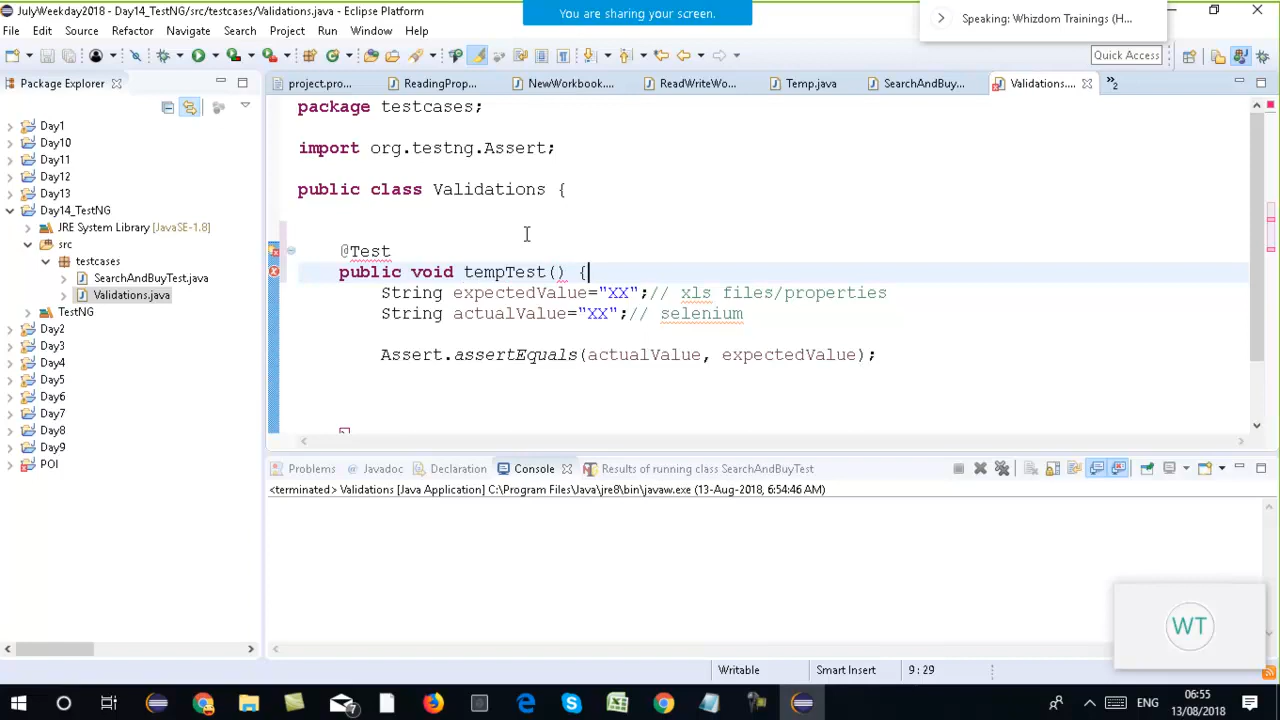 JulyWeekday2018 - Day14_TestNG/src/testcases/Validations.java - Eclipse Platform
You are sharing your screen.
Speaking: Whizdom Trainings (H...
File Edit Source Refactor Navigate Search Project Run Window Help
Quick Access
Package Explorer
project.pro...
ReadingProp...
NewWorkbook....
ReadWriteWo...
Temp.java
SearchAndBuy...
Validations....
»2
Day1
Day10
Day11
Day12
Day13
Day14_TestNG
JRE System Library [JavaSE-1.8]
src
testcases
SearchAndBuyTest.java
Validations.java
TestNG
Day2
Day3
Day4
Day5
Day6
Day7
Day8
Day9
POI
package testcases;
import org.testng.Assert;
public class Validations {
@Test
public void tempTest() {
String expectedValue="XX";// xls files/properties
String actualValue="XX";// selenium
Assert.assertEquals(actualValue, expectedValue);
Problems
Javadoc
Declaration
Console
Results of running class SearchAndBuyTest
<terminated> Validations [Java Application] C:\Program Files\Java\jre8\bin\javaw.exe (13-Aug-2018, 6:54:46 AM)
WT
Writable
Smart Insert
9 : 29
7
ENG
06:55
13/08/2018